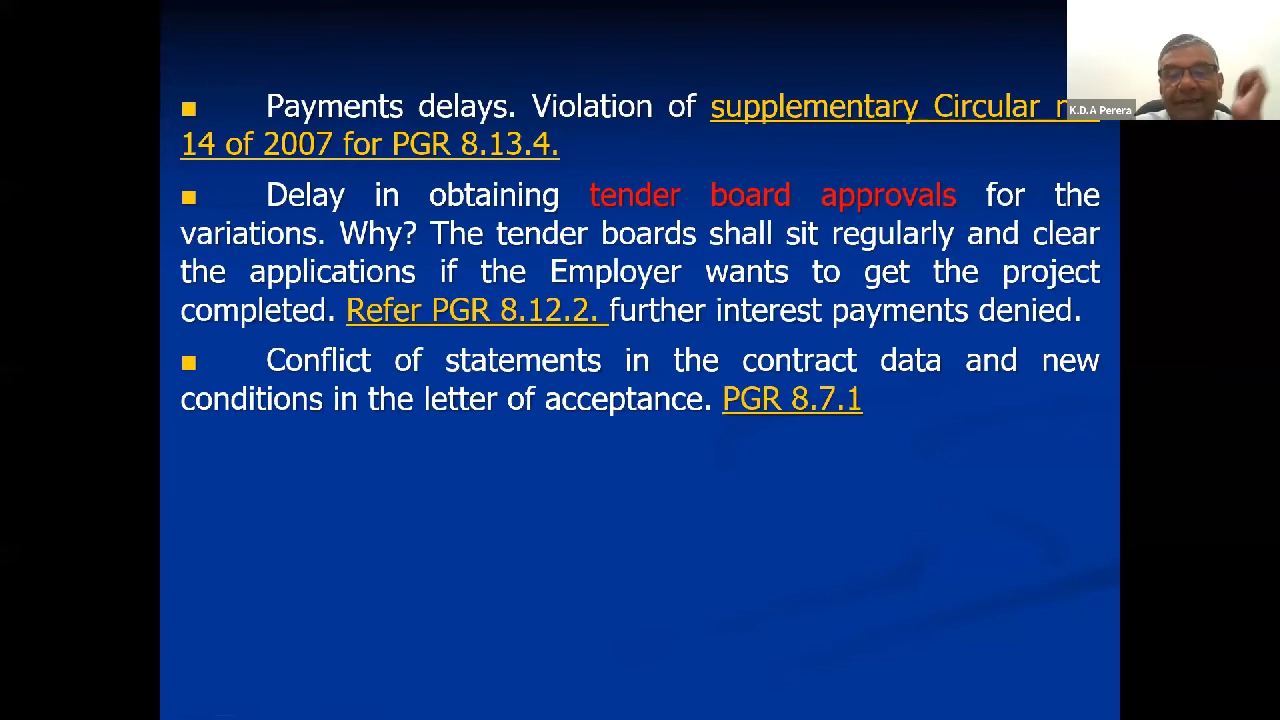 Payments delays. Violation of supplementary Circular
14 of 2007 for PGR 8.13.4.
Delay in obtaining tender board approvals for the
variations. Why? The tender boards shall sit regularly and clear
the applications if the Employer wants to get the project
completed. Refer PGR 8.12.2. further interest payments denied.
Conflict of statements in the contract data and new
conditions in the letter of acceptance. PGR 8.7.1
K.D.A Perera